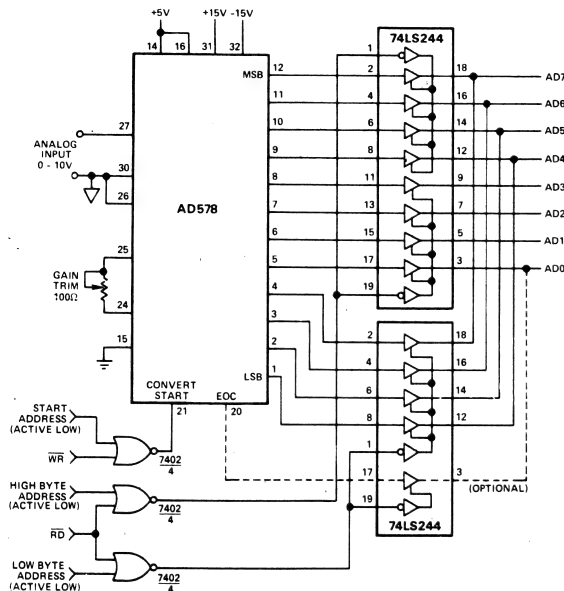 +5V
+15V -15V
14 16 31 32
74LS244
MSB 12
1
2 18 AD7
11 4 16 AD6
10 6 14 AD5
27
ANALOG
INPUT
0 - 10V
9 8 12 AD4
30
8 11 9 AD3
26
AD578
7 13 7 AD2
6 15 5 AD1
25
5 17 3 AD0
GAIN
TRIM
100Ω
4 19
24
3 2 18
15
2 4 16
LSB 1 6 14
CONVERT
START
EOC
8 12
21 20
START
ADDRESS
(ACTIVE LOW)
1
WR
7402
4
17 3
(OPTIONAL)
HIGH BYTE
ADDRESS
(ACTIVE LOW)
19
7402
4
74LS244
RD
LOW BYTE
ADDRESS
(ACTIVE LOW)
7402
4